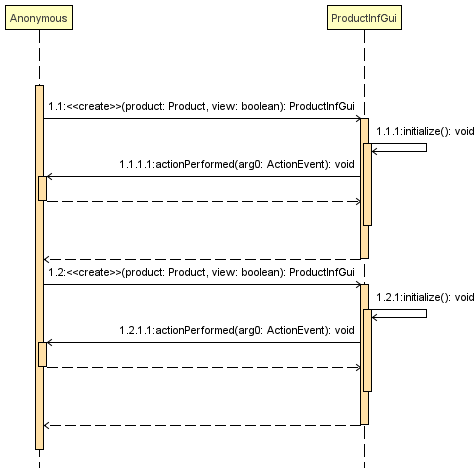 Anonymous
ProductInfGui
1.1:<<create>>(product: Product, view: boolean): ProductInfGui
1.1.1:initialize(): void
1.1.1.1:actionPerformed(arg0: ActionEvent): void
1.2:<<create>>(product: Product, view: boolean): ProductInfGui
1.2.1:initialize(): void
1.2.1.1:actionPerformed(arg0: ActionEvent): void